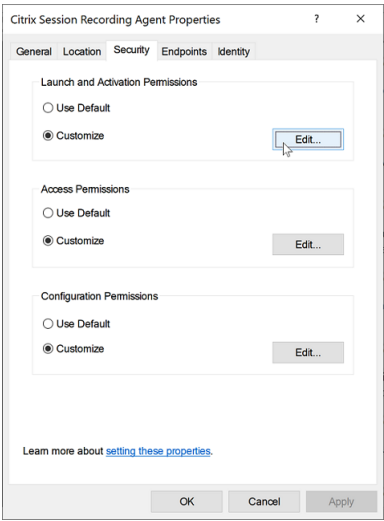 Citrix Session Recording Agent Properties ? ×
General Location Security Endpoints Identity
Launch and Activation Permissions
Use Default
Customize Edit...
Access Permissions
Use Default
Customize Edit...
Configuration Permissions
Use Default
Customize Edit...
Learn more about setting these properties.
OK Cancel Apply